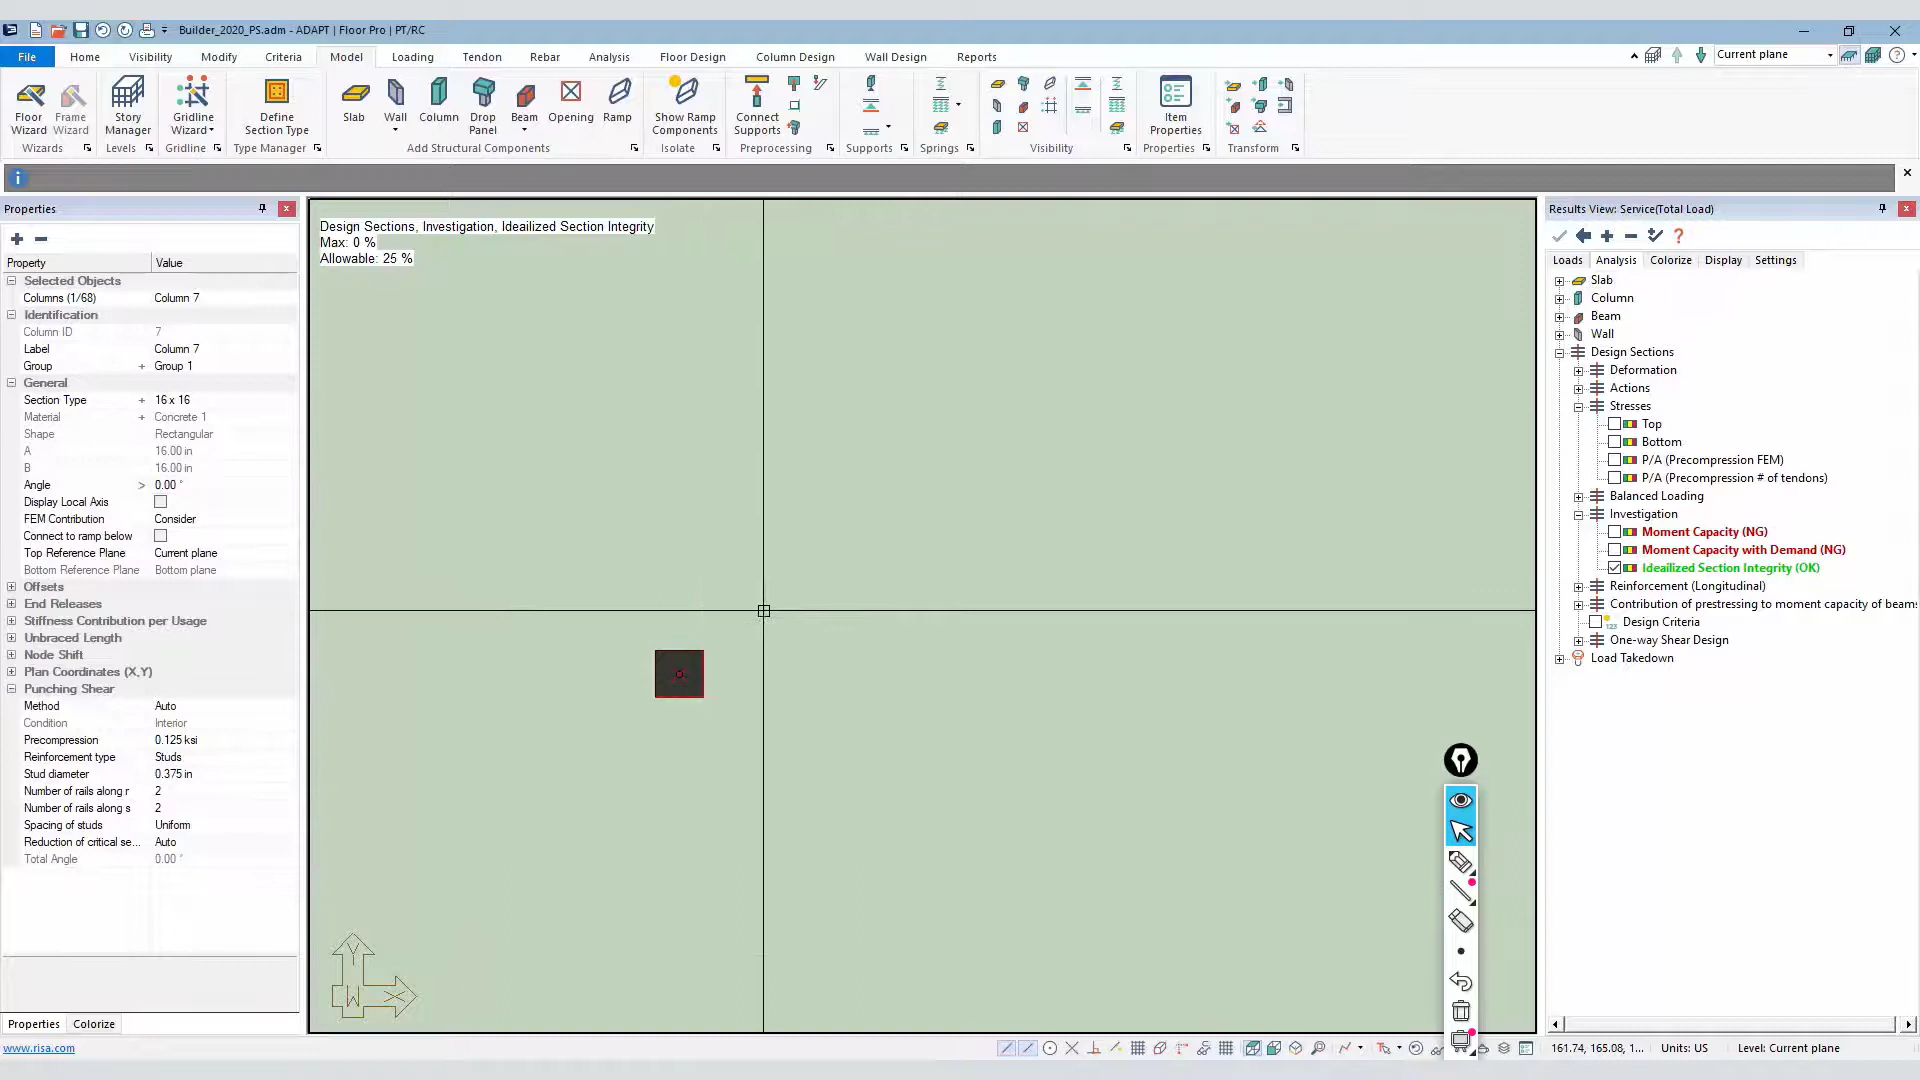 Builder_2020_PS.adm - ADAPT | Floor Pro | PT/RC
File Home Visibility Modify Criteria Model Loading Tendon Rebar Analysis Floor Design Column Design Wall Design Reports Current plane
Floor Wizard
Frame Wizard
Story Manager
Gridline Wizard
Define Section Type
Slab
Wall
Column
Drop Panel
Beam
Opening
Ramp
Show Ramp Components
Connect Supports
Item Properties
Wizards Levels Gridline Type Manager Add Structural Components Isolate Preprocessing Supports Springs Visibility Properties Transform
Properties
Property Value
Selected Objects
Columns (1/68) Column 7
Identification
Column ID 7
Label Column 7
Group + Group 1
General
Section Type + 16 x 16
Material + Concrete 1
Shape Rectangular
A 16.00 in
B 16.00 in
Angle > 0.00 °
Display Local Axis
FEM Contribution Consider
Connect to ramp below
Top Reference Plane Current plane
Bottom Reference Plane Bottom plane
Offsets
End Releases
Stiffness Contribution per Usage
Unbraced Length
Node Shift
Plan Coordinates (X,Y)
Punching Shear
Method Auto
Condition Interior
Precompression 0.125 ksi
Reinforcement type Studs
Stud diameter 0.375 in
Number of rails along r 2
Number of rails along s 2
Spacing of studs Uniform
Reduction of critical se... Auto
Total Angle 0.00 °
Properties Colorize
www.risa.com
Design Sections, Investigation, Idealilized Section Integrity
Max: 0 %
Allowable: 25 %
Y
W X
Results View: Service(Total Load)
Loads Analysis Colorize Display Settings
Slab
Column
Beam
Wall
Design Sections
Deformation
Actions
Stresses
Top
Bottom
P/A (Precompression FEM)
P/A (Precompression # of tendons)
Balanced Loading
Investigation
Moment Capacity (NG)
Moment Capacity with Demand (NG)
Idealilized Section Integrity (OK)
Reinforcement (Longitudinal)
Contribution of prestressing to moment capacity of beams
Design Criteria
One-way Shear Design
Load Takedown
161.74, 165.08, 1... Units: US Level: Current plane